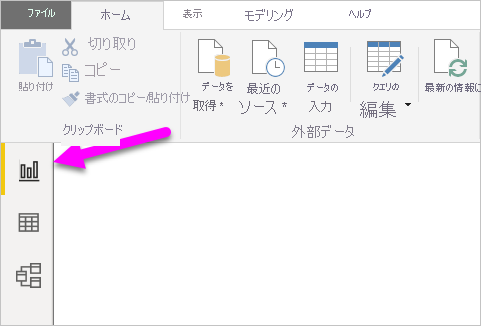 ファイル
ホーム
表示
モデリング
ヘルプ
貼り付け
切り取り
コピー
書式のコピー/貼り付け
クリップボード
データを
取得 *
最近の
ソース *
データの
入力
クエリの
編集
最新の情報に
外部データ